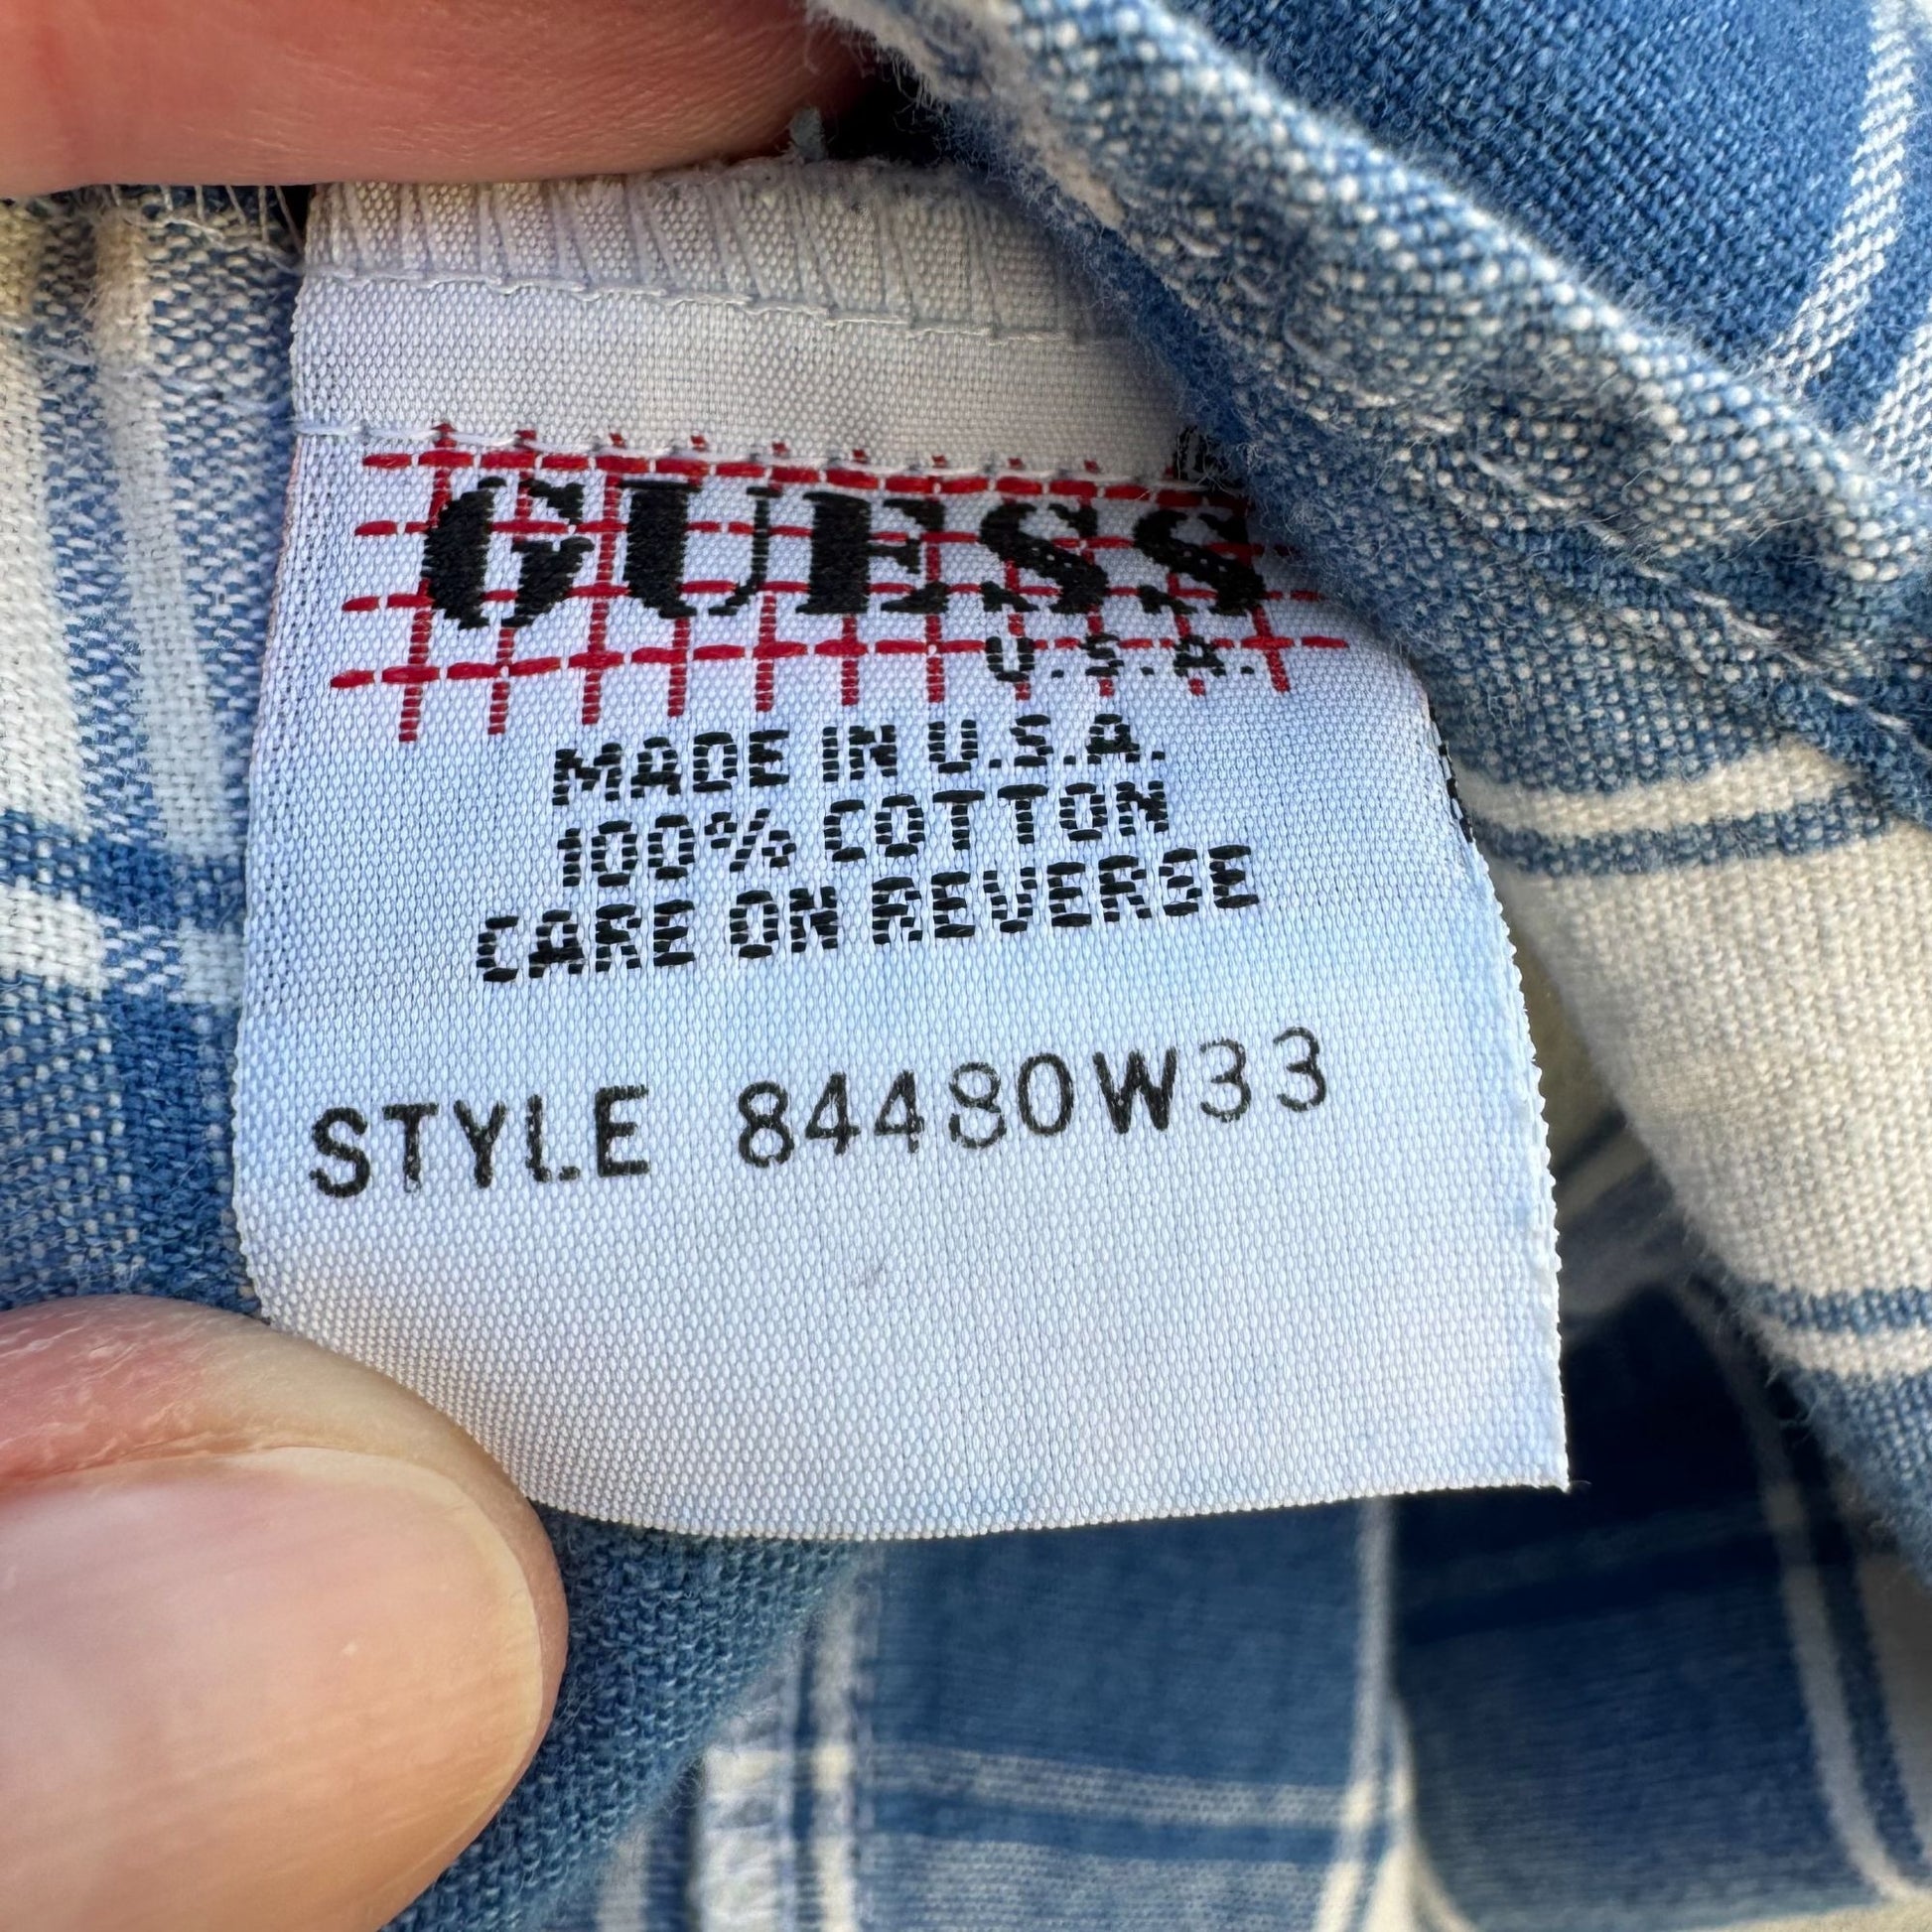 GUESS
U.S.A.
MADE IN U.S.A.
100% COTTON
CARE ON REVERSE
STYLE 84480W33